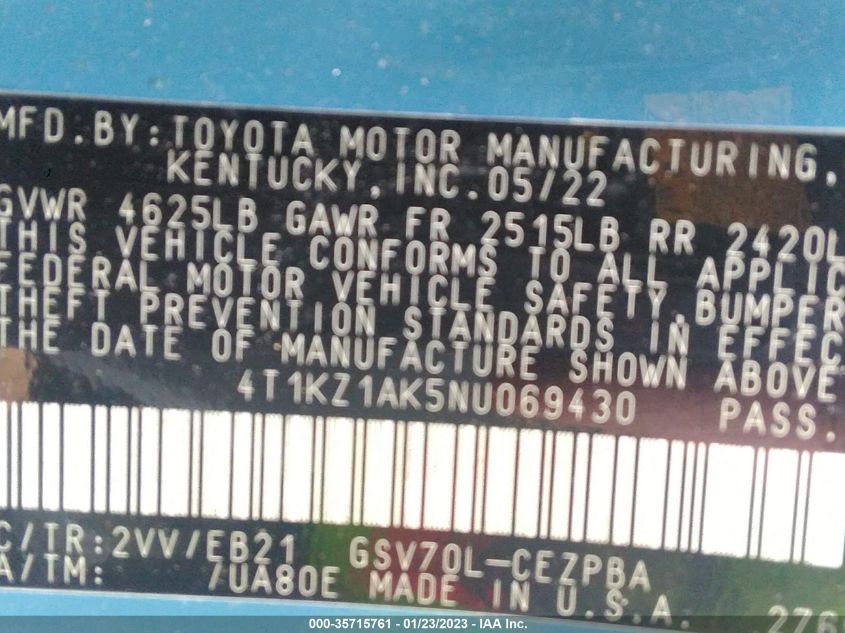 MFD.BY:TOYOTA MOTOR MANUFACTURING,
KENTUCKY,INC.05/22
GVWR 4625LB GAWR FR 2515LB RR 2420L
THIS VEHICLE CONFORMS TO ALL APPLIC
FEDERAL MOTOR VEHICLE SAFETY,BUMPER
THEFT PREVENTION STANDARDS IN EFFEC
THE DATE OF MANUFACTURE SHOWN ABOVE
4T1KZ1AK5NU069430 PASS.
C/TR:2VV/EB21 GSV70L-CEZPBA
A/TM: /UA80E MADE IN U.S.A. 276
000-35715761 - 01/23/2023 - IAA Inc.